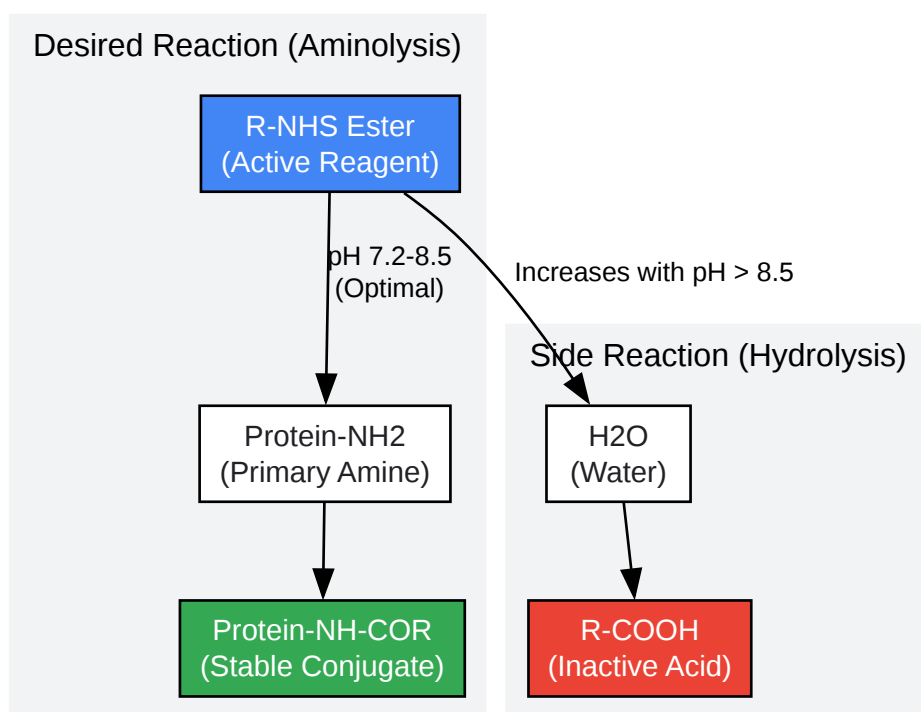 Desired Reaction (Aminolysis)
R-NHS Ester
(Active Reagent)
pH 7.2-8.5
(Optimal)
Increases with pH > 8.5
Side Reaction (Hydrolysis)
Protein-NH2
(Primary Amine)
H2O
(Water)
Protein-NH-COR
(Stable Conjugate)
R-COOH
(Inactive Acid)